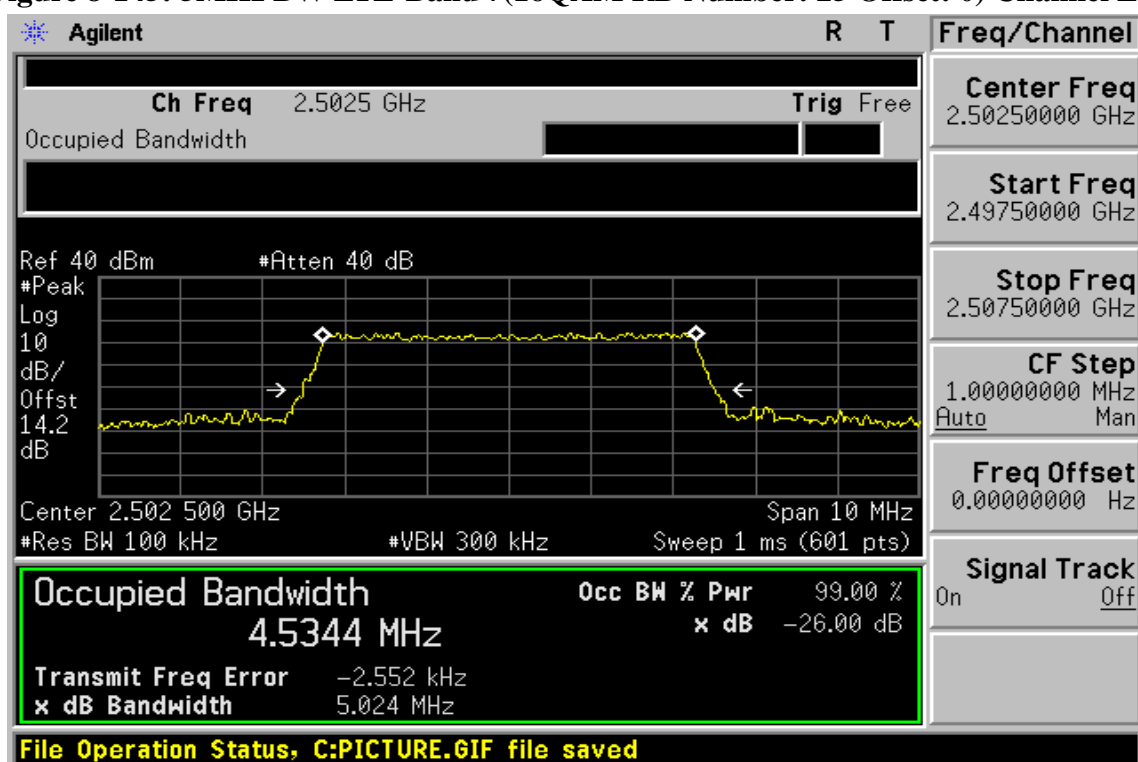 Agilent R T Freq/Channel
Ch Freq 2.5025 GHz Trig Free
Occupied Bandwidth
Center Freq
2.50250000 GHz
Start Freq
2.49750000 GHz
Stop Freq
2.50750000 GHz
CF Step
1.00000000 MHz
Auto Man
Freq Offset
0.00000000 Hz
Signal Track
On Off
Ref 40 dBm #Atten 40 dB
#Peak
Log
10
dB/
Offst
14.2
dB
Center 2.502 500 GHz Span 10 MHz
#Res BW 100 kHz #VBW 300 kHz Sweep 1 ms (601 pts)
Occupied Bandwidth Occ BW % Pwr 99.00 %
4.5344 MHz x dB -26.00 dB
Transmit Freq Error -2.552 kHz
x dB Bandwidth 5.024 MHz
File Operation Status, C:PICTURE.GIF file saved